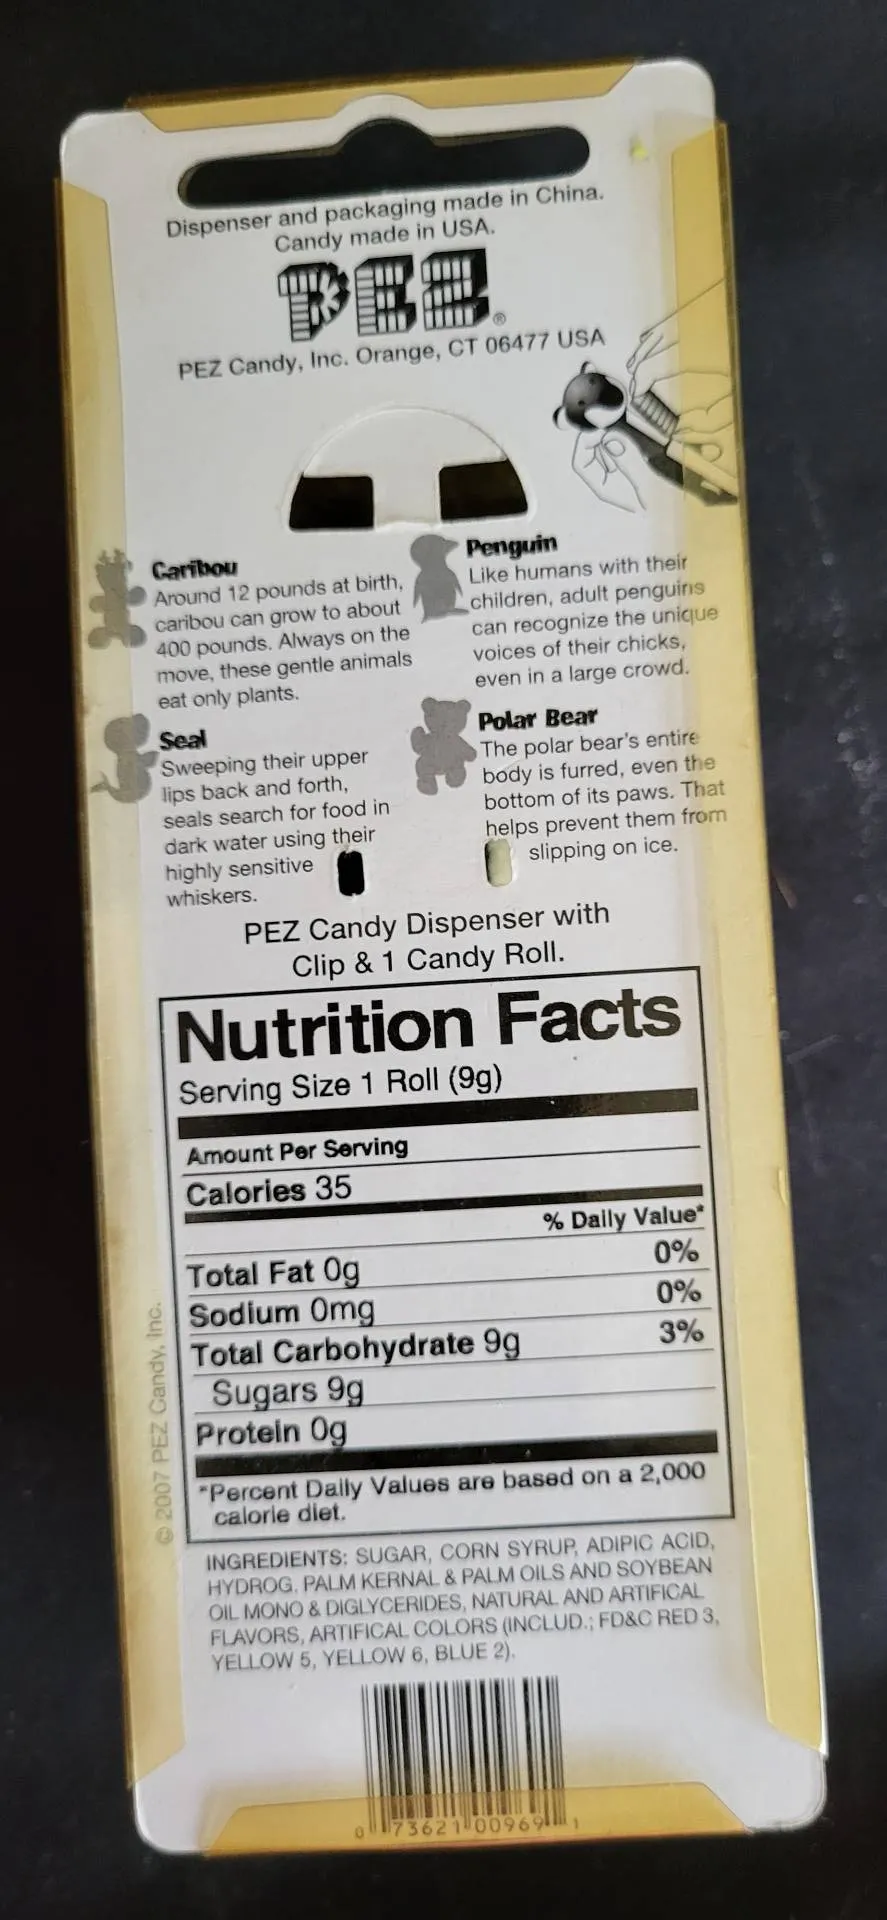 Dispenser and packaging made in China.
Candy made in USA.
PEZ®
PEZ Candy, Inc. Orange, CT 06477 USA
Caribou
Around 12 pounds at birth,
caribou can grow to about
400 pounds. Always on the
move, these gentle animals
eat only plants.
Penguin
Like humans with their
children, adult penguins
can recognize the unique
voices of their chicks,
even in a large crowd.
Seal
Sweeping their upper
lips back and forth,
seals search for food in
dark water using their
highly sensitive
whiskers.
Polar Bear
The polar bear's entire
body is furred, even the
bottom of its paws. That
helps prevent them from
slipping on ice.
PEZ Candy Dispenser with
Clip & 1 Candy Roll.
Nutrition Facts
Serving Size 1 Roll (9g)
Amount Per Serving
Calories 35
% Daily Value*
Total Fat 0g 0%
Sodium 0mg 0%
Total Carbohydrate 9g 3%
Sugars 9g
Protein 0g
*Percent Daily Values are based on a 2,000
calorie diet.
© 2007 PEZ Candy, Inc.
INGREDIENTS: SUGAR, CORN SYRUP, ADIPIC ACID,
HYDROG. PALM KERNAL & PALM OILS AND SOYBEAN
OIL MONO & DIGLYCERIDES, NATURAL AND ARTIFICAL
FLAVORS, ARTIFICAL COLORS (INCLUD.; FD&C RED 3,
YELLOW 5, YELLOW 6, BLUE 2).
0 73621 00969 1